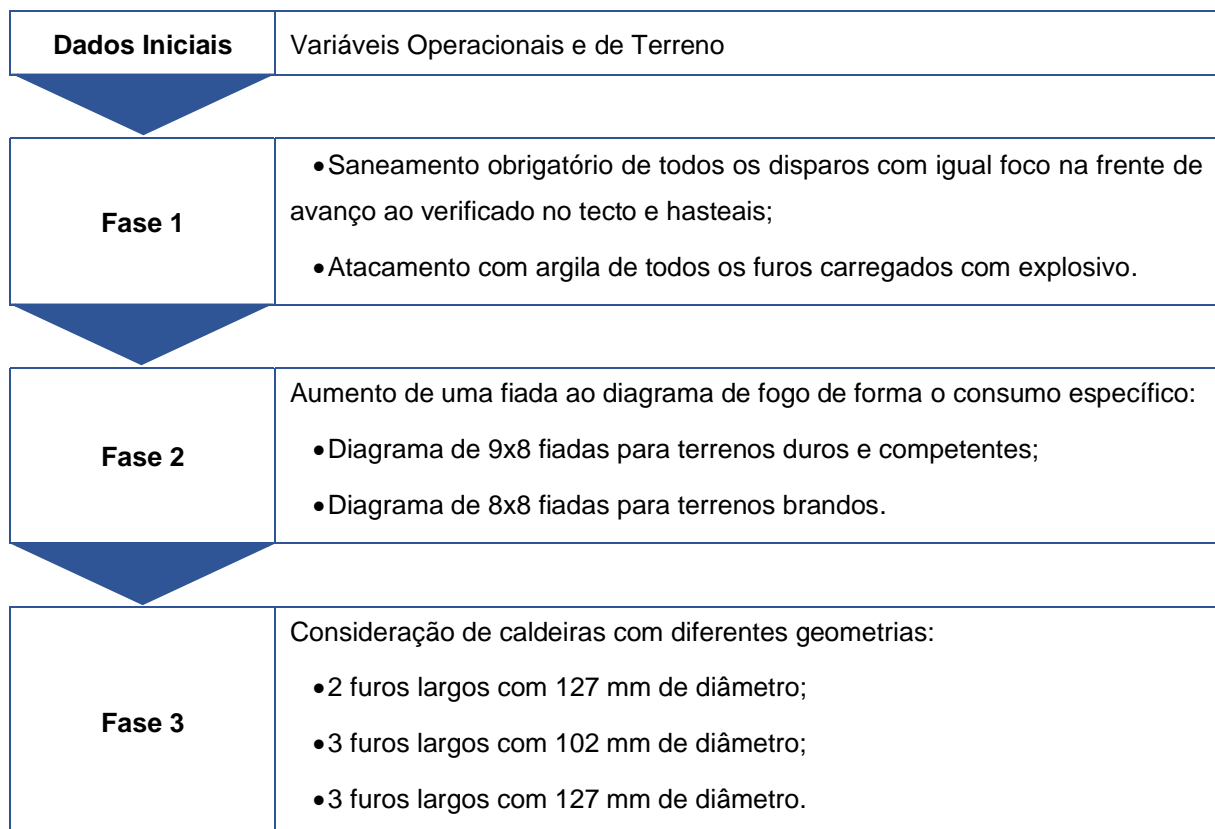 Dados Iniciais
Variáveis Operacionais e de Terreno
Fase 1
•Saneamento obrigatório de todos os disparos com igual foco na frente de
avanço ao verificado no tecto e hasteais;
•Atacamento com argila de todos os furos carregados com explosivo.
Fase 2
Aumento de uma fiada ao diagrama de fogo de forma o consumo específico:
•Diagrama de 9x8 fiadas para terrenos duros e competentes;
•Diagrama de 8x8 fiadas para terrenos brandos.
Fase 3
Consideração de caldeiras com diferentes geometrias:
•2 furos largos com 127 mm de diâmetro;
•3 furos largos com 102 mm de diâmetro;
•3 furos largos com 127 mm de diâmetro.